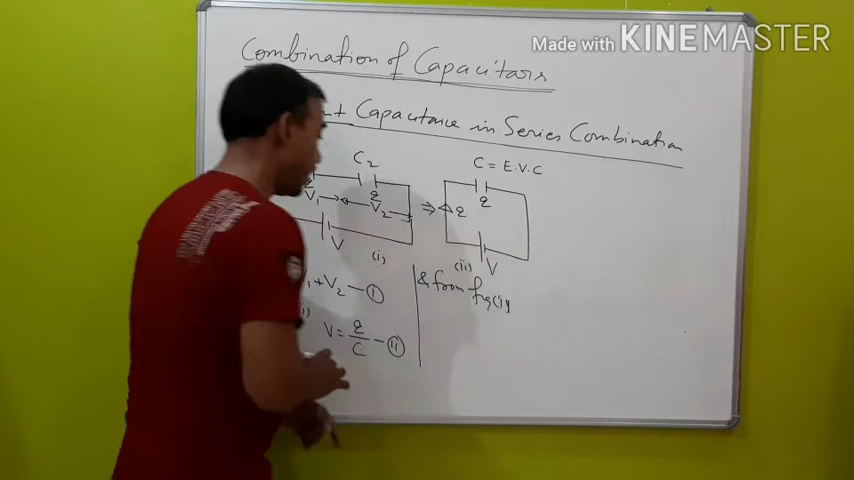 Made with KINEMASTER
Combination of Capacitors
Capacitance in Series Combination
C₂
C = E.V.C
q
q
V₁
V₂
⇒
q
q
V
(i)
(ii)
V
+V₂ — ①
& from fig(i)
V = q/C — ⑪